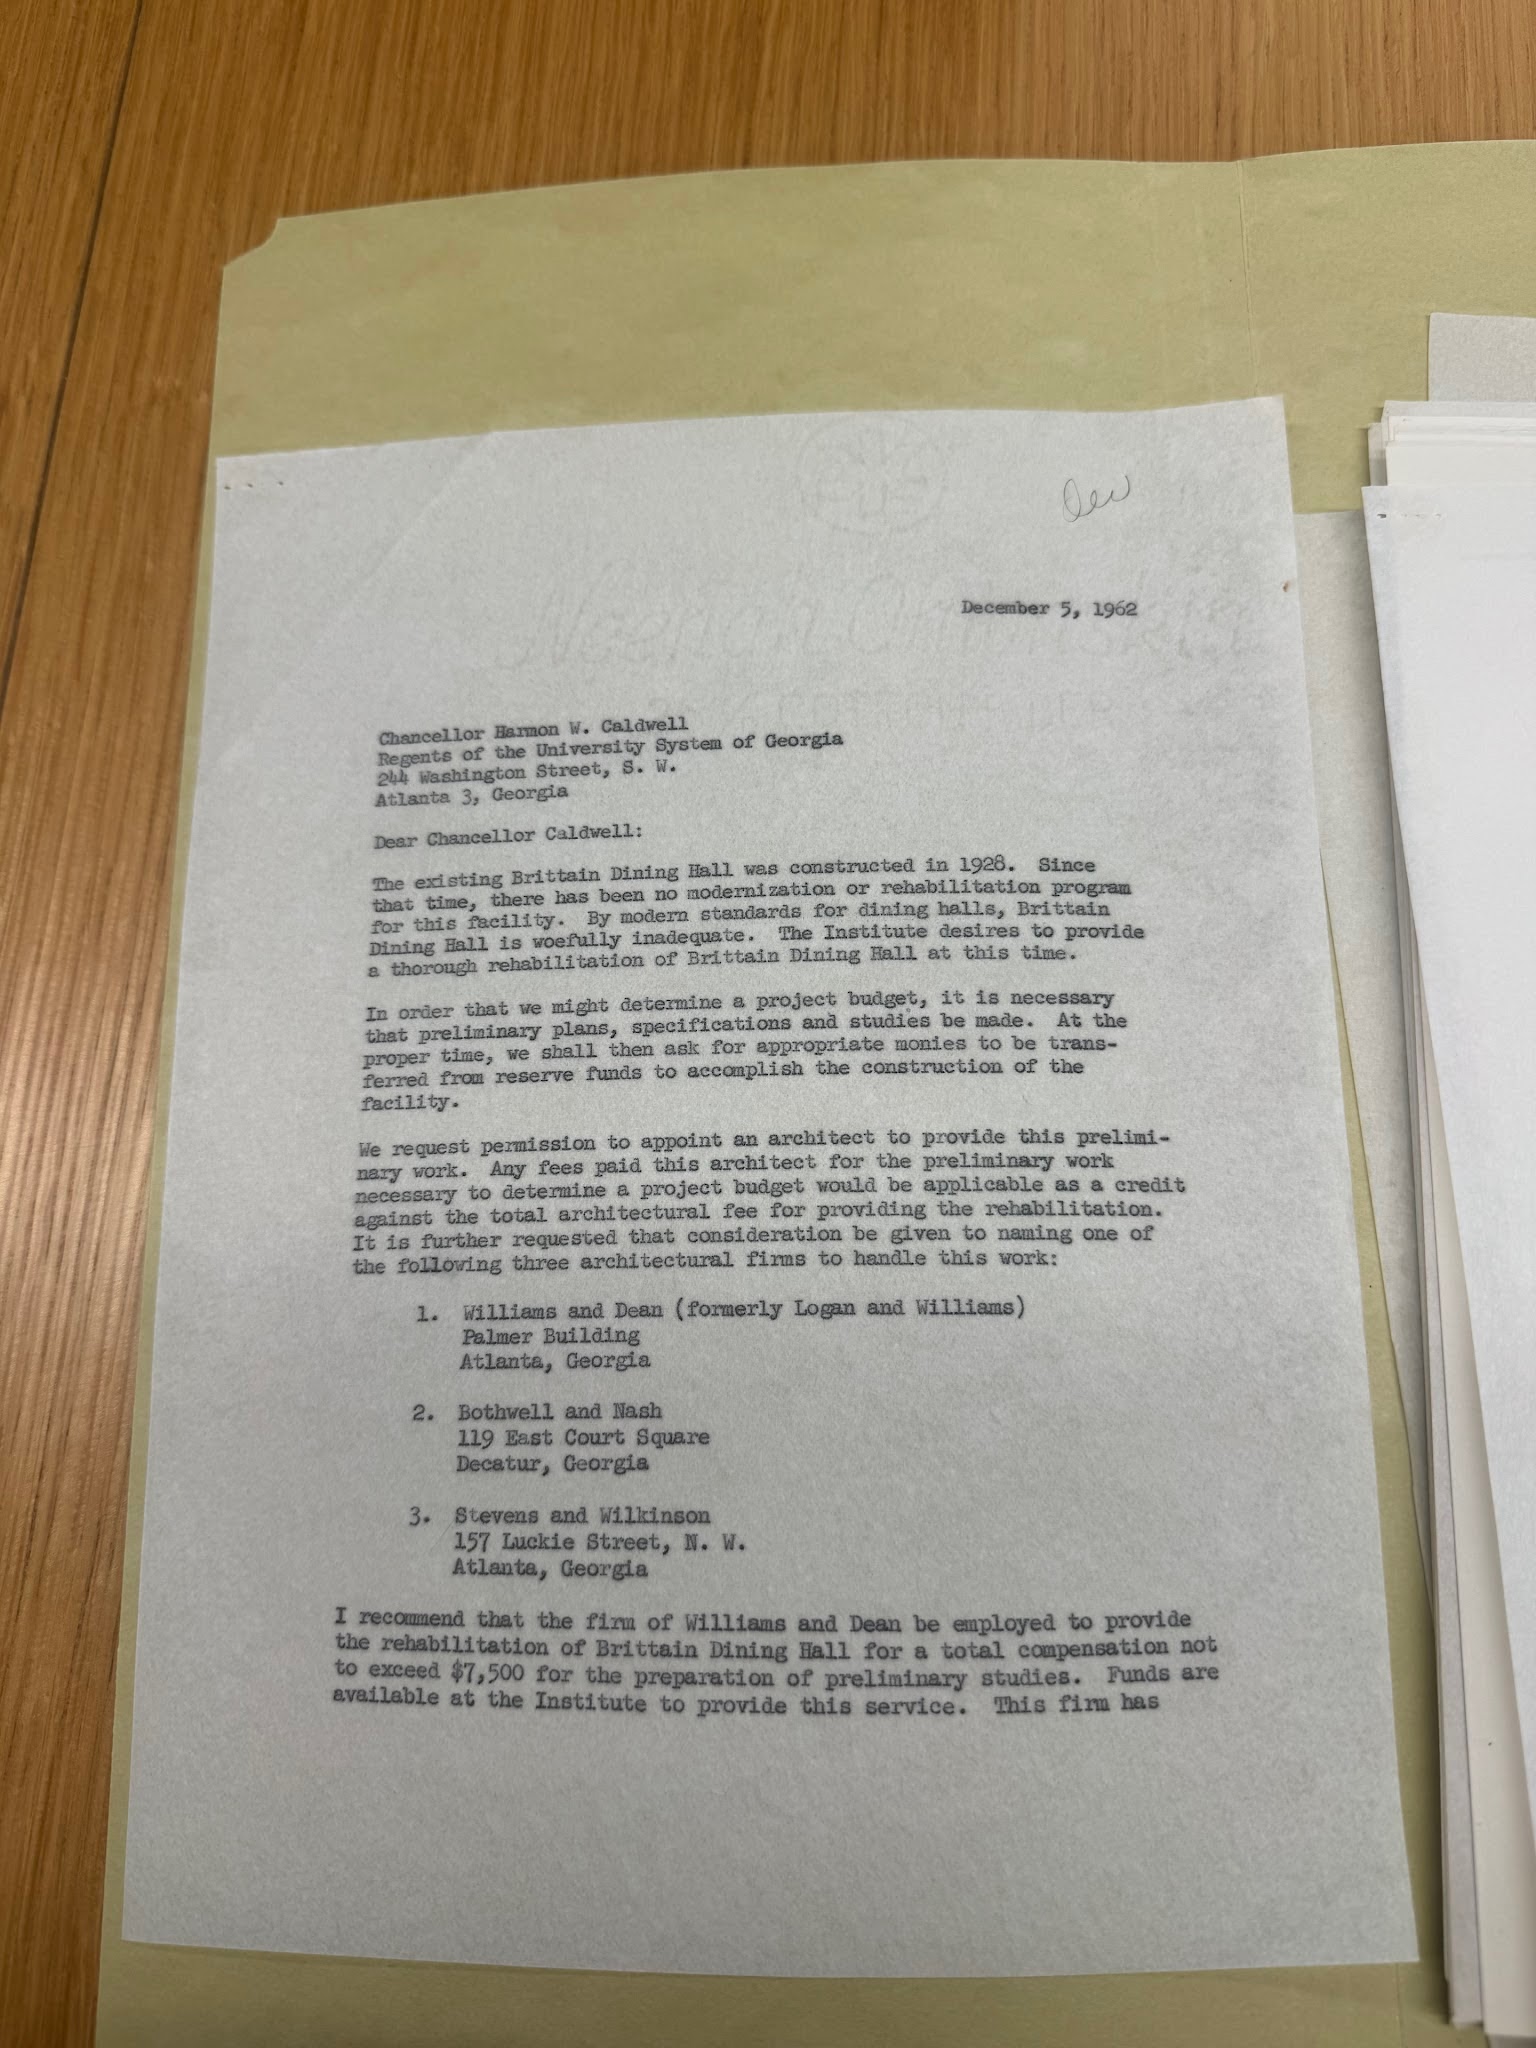 December 5, 1962
Chancellor Harmon W. Caldwell
Regents of the University System of Georgia
244 Washington Street, S. W.
Atlanta 3, Georgia
Dear Chancellor Caldwell:
The existing Brittain Dining Hall was constructed in 1928. Since
that time, there has been no modernization or rehabilitation program
for this facility. By modern standards for dining halls, Brittain
Dining Hall is woefully inadequate. The Institute desires to provide
a thorough rehabilitation of Brittain Dining Hall at this time.
In order that we might determine a project budget, it is necessary
that preliminary plans, specifications and studies be made. At the
proper time, we shall then ask for appropriate monies to be trans-
ferred from reserve funds to accomplish the construction of the
facility.
We request permission to appoint an architect to provide this prelimi-
nary work. Any fees paid this architect for the preliminary work
necessary to determine a project budget would be applicable as a credit
against the total architectural fee for providing the rehabilitation.
It is further requested that consideration be given to naming one of
the following three architectural firms to handle this work:
1. Williams and Dean (formerly Logan and Williams)
Palmer Building
Atlanta, Georgia
2. Bothwell and Nash
119 East Court Square
Decatur, Georgia
3. Stevens and Wilkinson
157 Luckie Street, N. W.
Atlanta, Georgia
I recommend that the firm of Williams and Dean be employed to provide
the rehabilitation of Brittain Dining Hall for a total compensation not
to exceed $7,500 for the preparation of preliminary studies. Funds are
available at the Institute to provide this service. This firm has